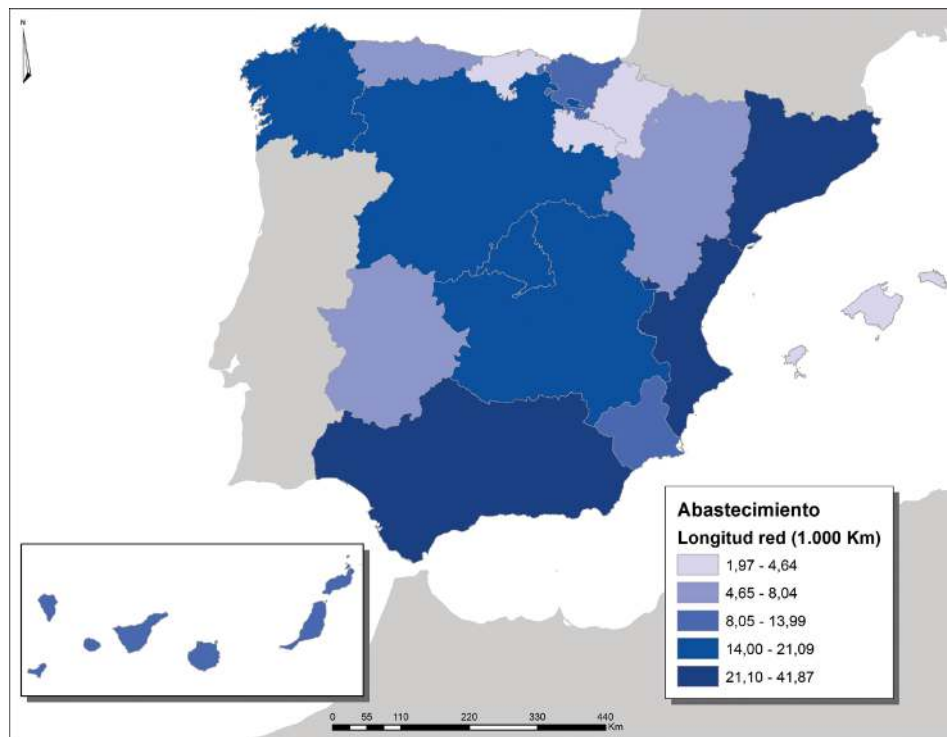 N
Abastecimiento
Longitud red (1.000 Km)
1,97 - 4,64
4,65 - 8,04
8,05 - 13,99
14,00 - 21,09
21,10 - 41,87
0 55 110 220 330 440
Km